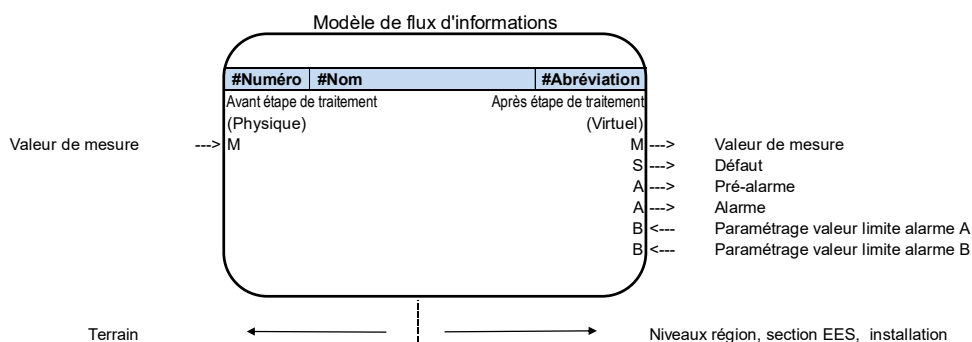 Modèle de flux d'informations
#Numéro #Nom #Abréviation
Avant étape de traitement Après étape de traitement
(Physique) (Virtuel)
Valeur de mesure ---> M M ---> Valeur de mesure
S ---> Défaut
A ---> Pré-alarme
A ---> Alarme
B <--- Paramétrage valeur limite alarme A
B <--- Paramétrage valeur limite alarme B
Terrain Niveaux région, section EES, installation